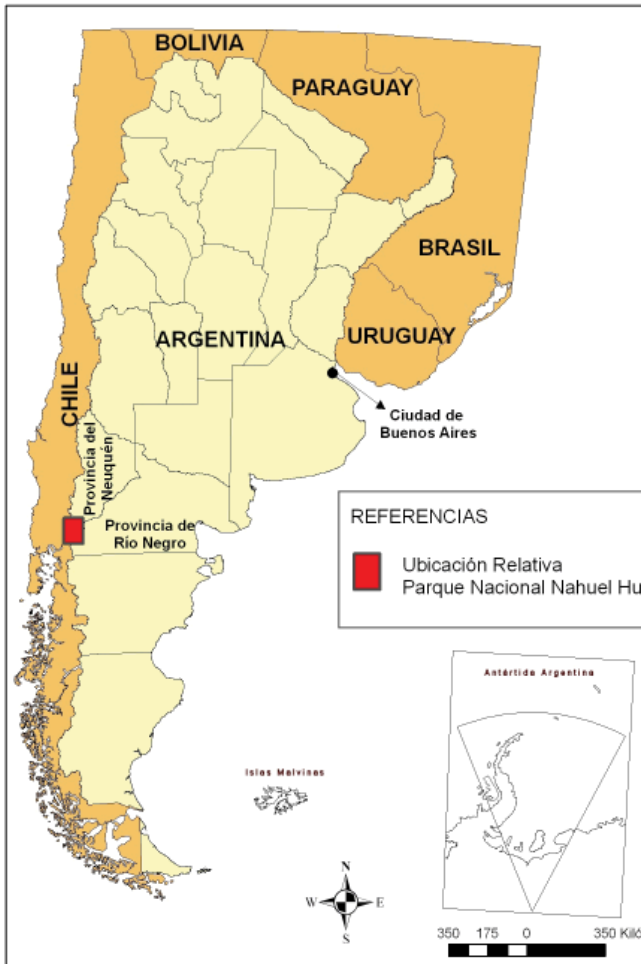 BOLIVIA
PARAGUAY
BRASIL
ARGENTINA
URUGUAY
CHILE
Ciudad de
Buenos Aires
Provincia del
Neuquén
Provincia de
Río Negro
REFERENCIAS
Ubicación Relativa
Parque Nacional Nahuel Hu
Antártida Argentina
Islas Malvinas
N
W
E
S
350 175 0 350 Kiló